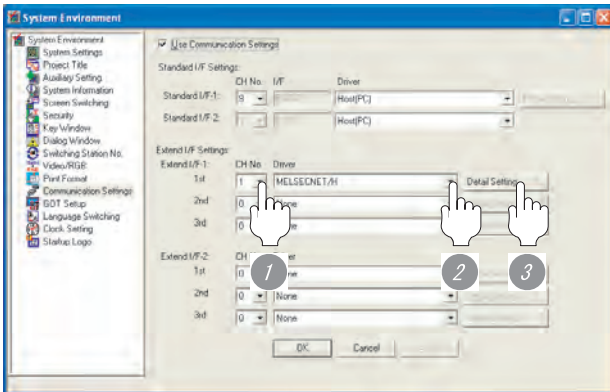 System Environment
System Environment
System Settings
Project Title
Auxiliary Setting
System Information
Screen Switching
Security
Key Window
Dialog Window
Switching Station No.
Video/RGB
Print Format
Communication Settings
GOT Setup
Language Switching
Clock Setting
Startup Logo
Use Communication Settings
Standard I/F Settings:
CH No. I/F Driver
Standard I/F-1: 9 Host(PC)
Standard I/F-2: Host(PC)
Extend I/F Settings:
Extend I/F-1: CH No. Driver
1st 1 MELSECNET/H Detail Setting
2nd 0 None
3rd 0
Extend I/F-2: CH
1st 0
2nd 0 None
3rd 0 None
1 2 3
OK Cancel